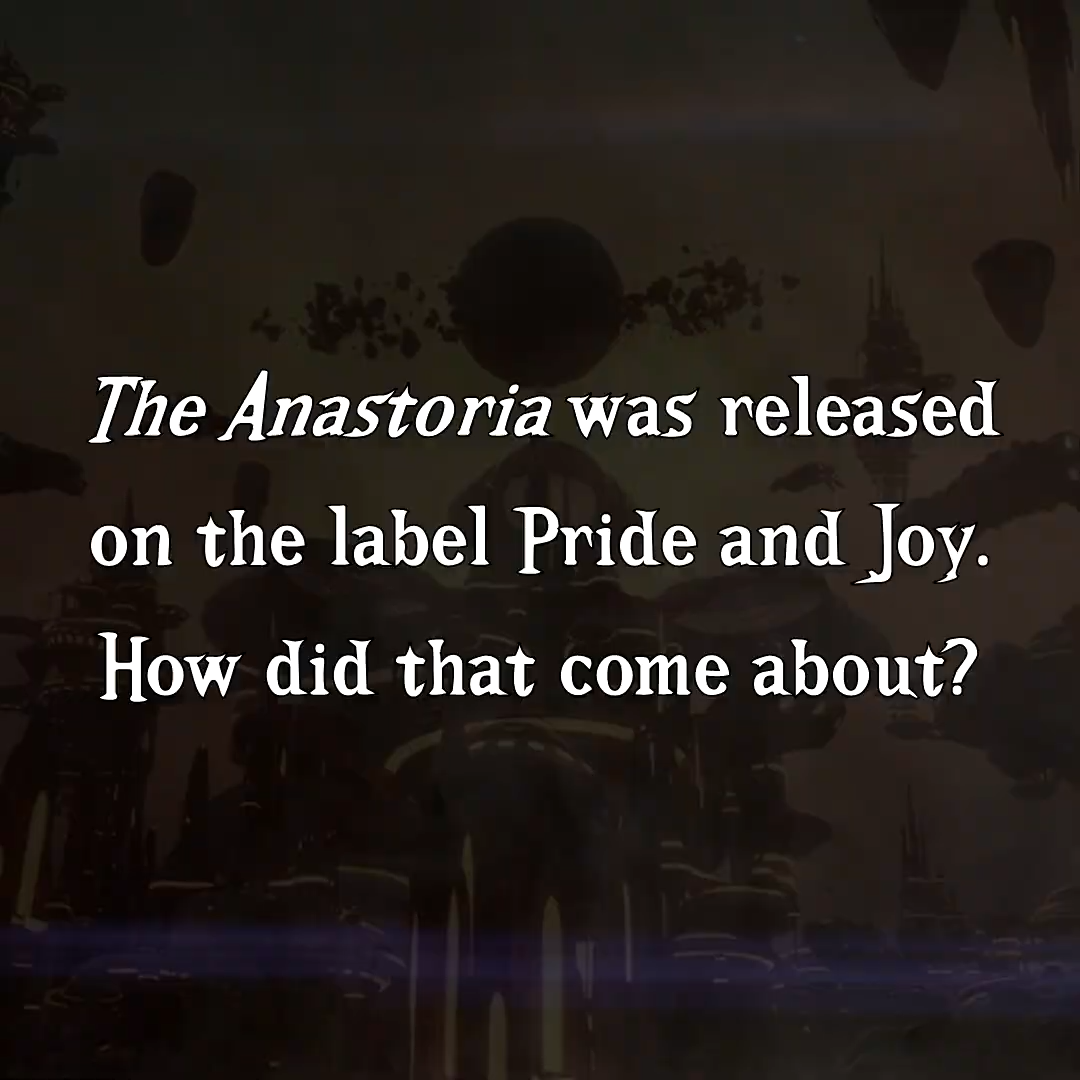 The Anastoria was released
on the label Pride and Joy.
How did that come about?